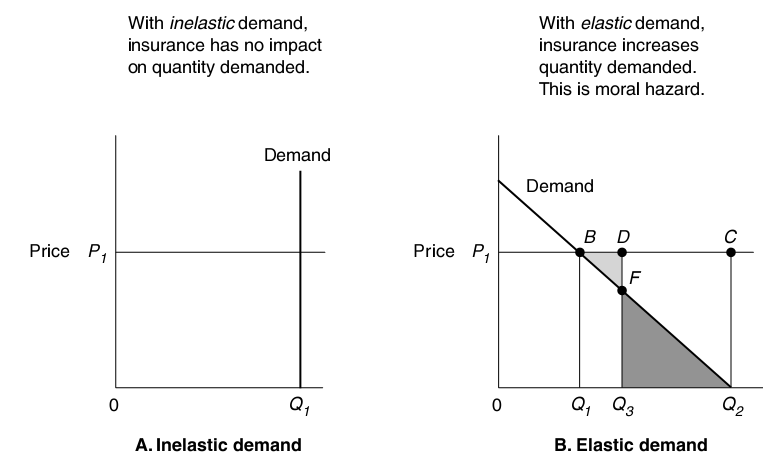 With inelastic demand,
insurance has no impact
on quantity demanded.
Demand
Price P1
0 Q1
A. Inelastic demand
With elastic demand,
insurance increases
quantity demanded.
This is moral hazard.
Demand
B D C
Price P1
F
0 Q1 Q3 Q2
B. Elastic demand